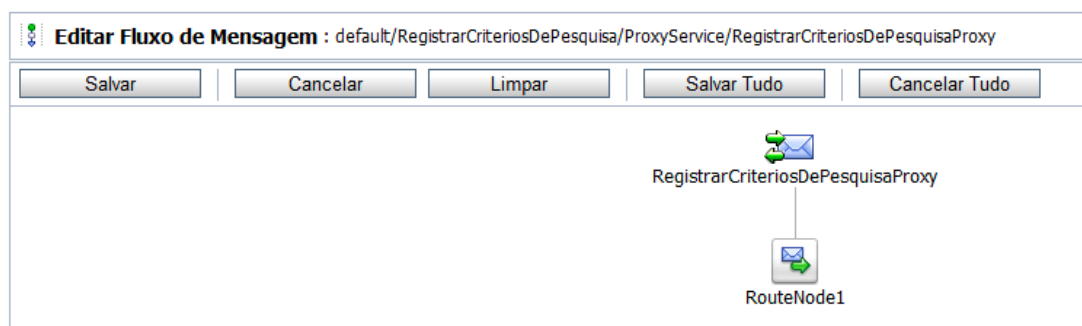 Editar Fluxo de Mensagem : default/RegistrarCriteriosDePesquisa/ProxyService/RegistrarCriteriosDePesquisaProxy
Salvar Cancelar Limpar Salvar Tudo Cancelar Tudo
RegistrarCriteriosDePesquisaProxy
RouteNode1